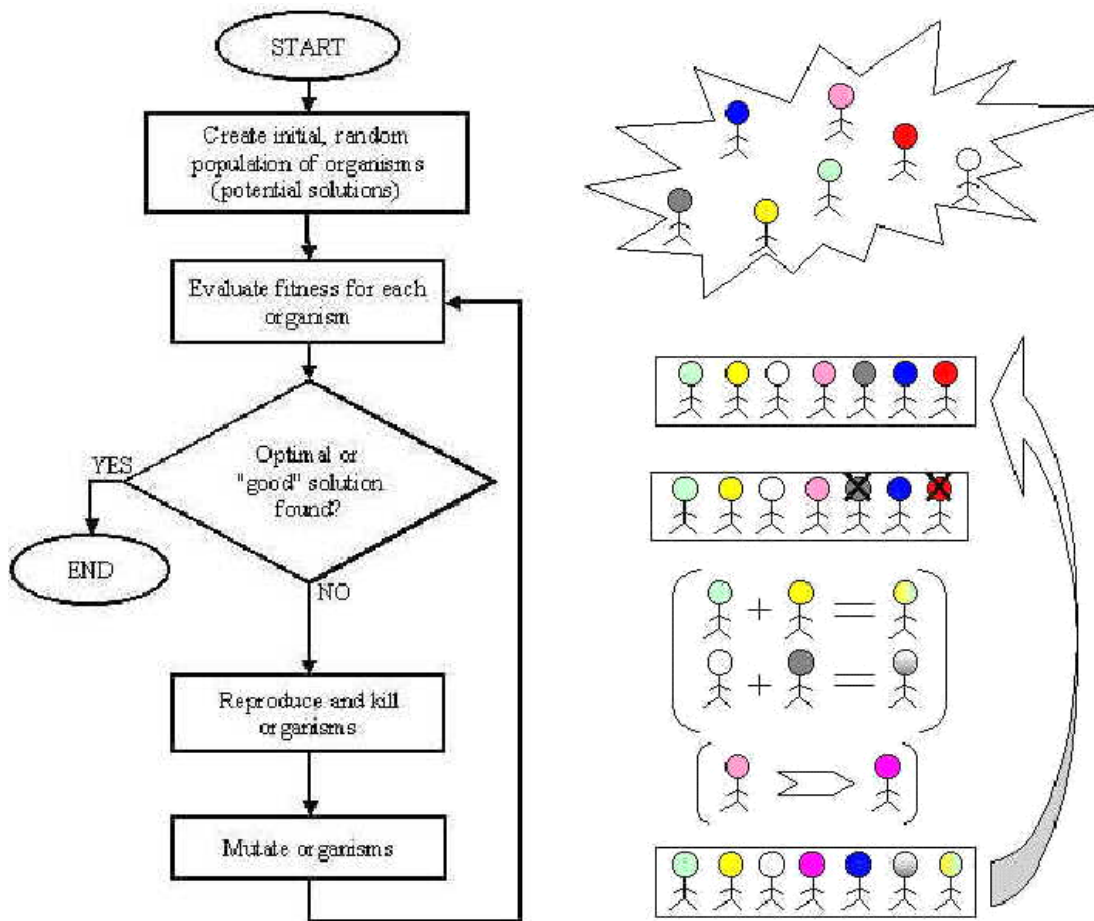 START
Create initial, random
population of organisms
(potential solutions)
Evaluate fitness for each
organism
Optimal or
"good" solution
found?
YES
END
NO
Reproduce and kill
organisms
Mutate organisms
+
=
+
=